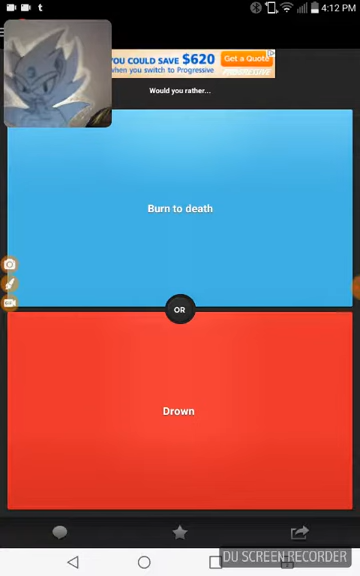 4:12 PM
YOU COULD SAVE $620
when you switch to Progressive
Get a Quote
Would you rather...
Burn to death
OR
Drown
DU SCREEN RECORDER